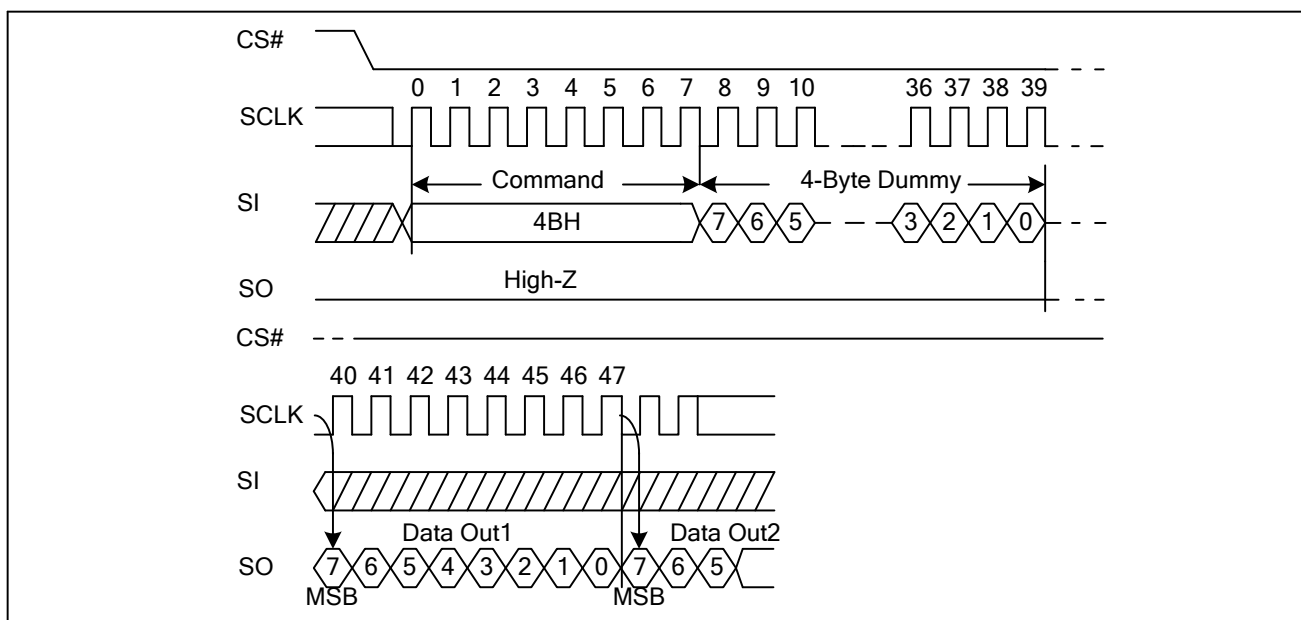 CS#
0 1 2 3 4 5 6 7 8 9 10 36 37 38 39
SCLK
Command 4-Byte Dummy
SI
4BH 7 6 5 3 2 1 0
High-Z
SO
CS#
40 41 42 43 44 45 46 47
SCLK
SI
Data Out1 Data Out2
SO 7 6 5 4 3 2 1 0 7 6 5
MSB MSB